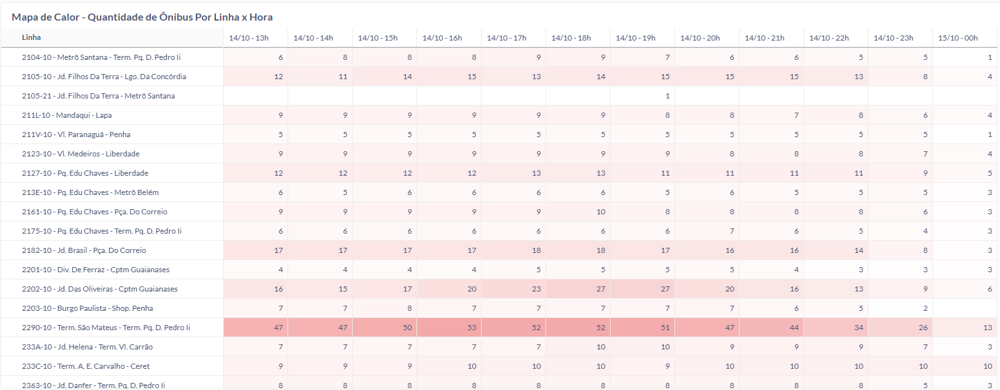 Mapa de Calor - Quantidade de Ônibus Por Linha x Hora
Linha 14/10 - 13h 14/10 - 14h 14/10 - 15h 14/10 - 16h 14/10 - 17h 14/10 - 18h 14/10 - 19h 14/10 - 20h 14/10 - 21h 14/10 - 22h 14/10 - 23h 15/10 - 00h
2104-10 - Metrô Santana - Term. Pq. D. Pedro Ii 6 8 8 8 9 9 7 6 6 5 5 1
2105-10 - Jd. Filhos Da Terra - Lgo. Da Concórdia 12 11 14 15 13 14 15 15 15 13 8 4
2105-21 - Jd. Filhos Da Terra - Metrô Santana 1
211L-10 - Mandaqui - Lapa 9 9 9 9 9 9 8 8 7 8 6 4
211V-10 - Vl. Paranaguá - Penha 5 5 5 5 5 5 5 5 5 5 5 1
2123-10 - Vl. Medeiros - Liberdade 9 9 9 9 9 9 9 8 8 8 7 4
2127-10 - Pq. Edu Chaves - Liberdade 12 12 12 12 13 13 11 11 11 11 9 5
213E-10 - Pq. Edu Chaves - Metrô Belém 6 5 6 6 6 6 5 6 5 5 5 3
2161-10 - Pq. Edu Chaves - Pça. Do Correio 9 9 9 9 9 10 8 8 8 8 6 3
2175-10 - Pq. Edu Chaves - Term. Pq. D. Pedro Ii 6 6 6 6 6 6 6 7 6 5 4 3
2182-10 - Jd. Brasil - Pça. Do Correio 17 17 17 17 18 18 17 16 16 14 8 3
2201-10 - Div. De Ferraz - Cptm Guaianases 4 4 4 4 5 5 5 5 4 3 3 3
2202-10 - Jd. Das Oliveiras - Cptm Guaianases 16 15 17 20 23 27 27 20 16 13 9 6
2203-10 - Burgo Paulista - Shop. Penha 7 7 8 7 7 7 7 7 6 5 2
2290-10 - Term. São Mateus - Term. Pq. D. Pedro Ii 47 47 50 53 52 52 51 47 44 34 26 13
233A-10 - Jd. Helena - Term. Vl. Carrão 7 7 7 7 7 10 10 9 9 9 7 3
233C-10 - Term. A. E. Carvalho - Ceret 9 9 9 10 10 10 9 10 10 10 10 10
2363-10 - Jd. Danfer - Term. Pq. D. Pedro Ii 8 8 8 8 8 8 8 8 8 8 5 3